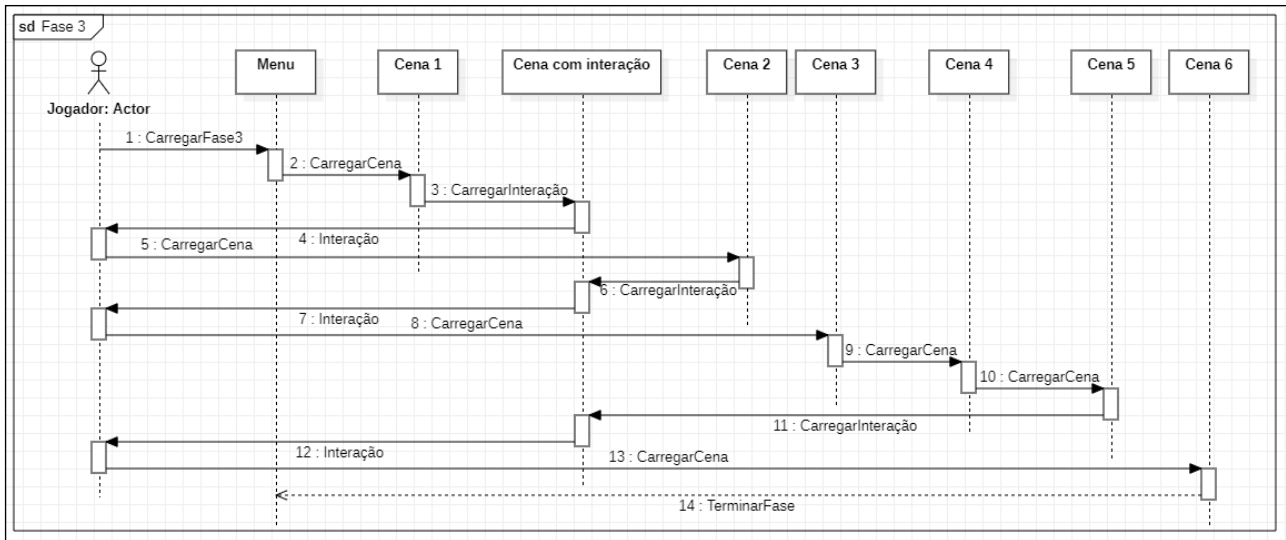 sd Fase 3
Jogador: Actor
Menu
Cena 1
Cena com interação
Cena 2
Cena 3
Cena 4
Cena 5
Cena 6
1 : CarregarFase3
2 : CarregarCena
3 : CarregarInteração
4 : Interação
5 : CarregarCena
6 : CarregarInteração
7 : Interação
8 : CarregarCena
9 : CarregarCena
10 : CarregarCena
11 : CarregarInteração
12 : Interação
13 : CarregarCena
14 : TerminarFase